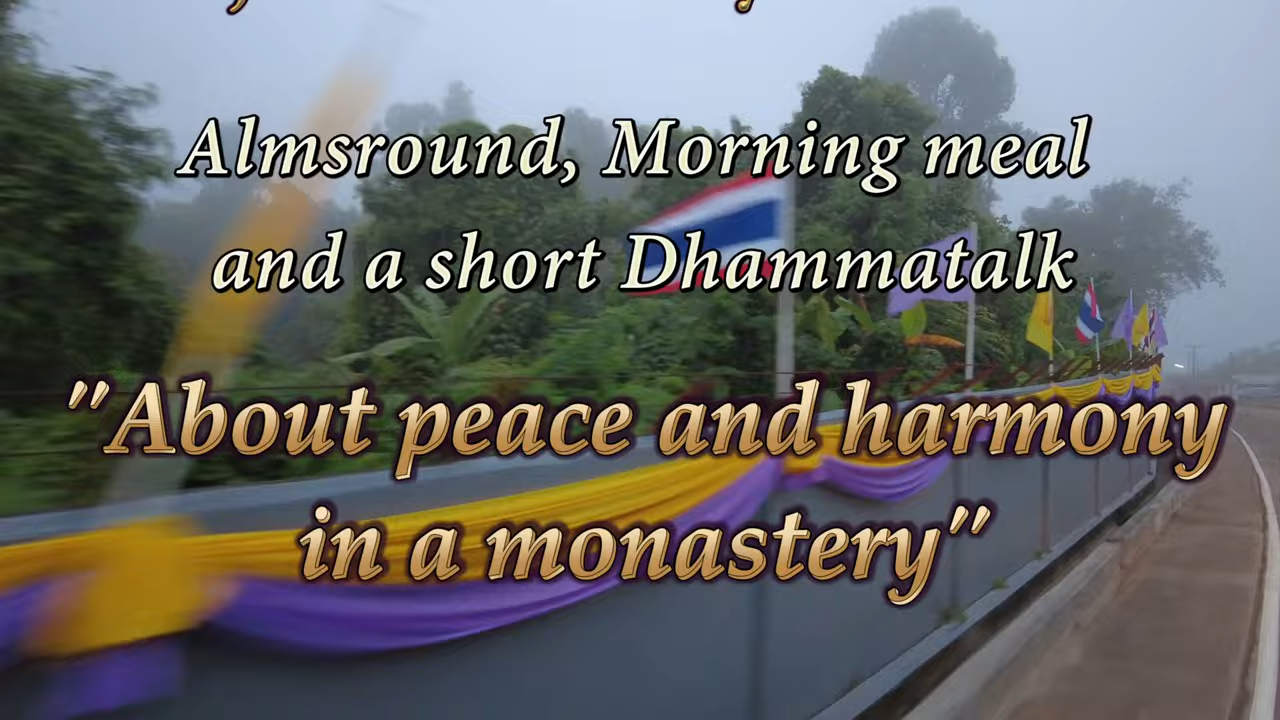 Almsround, Morning meal
and a short Dhammatalk
"About peace and harmony
in a monastery"